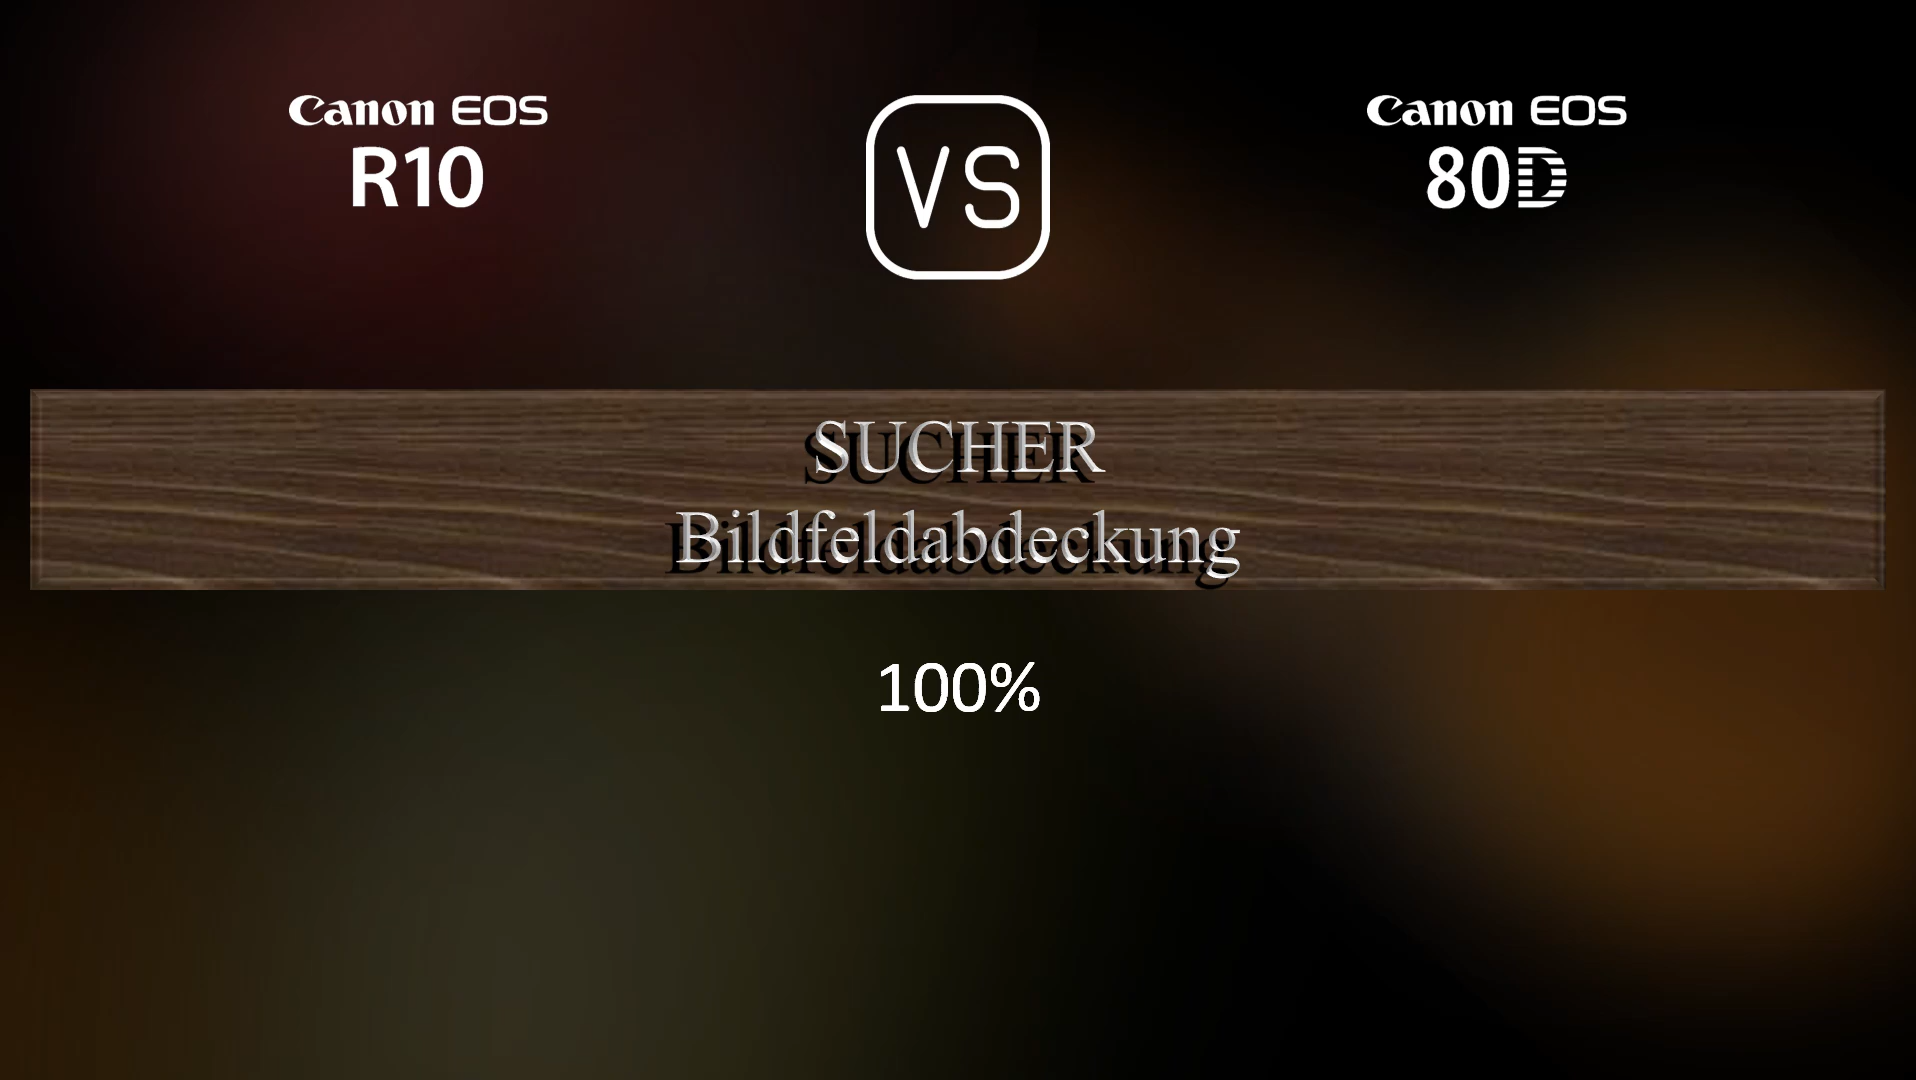 Canon EOS
R10
VS
Canon EOS
80D
SUCHER
Bildfeldabdeckung
100%